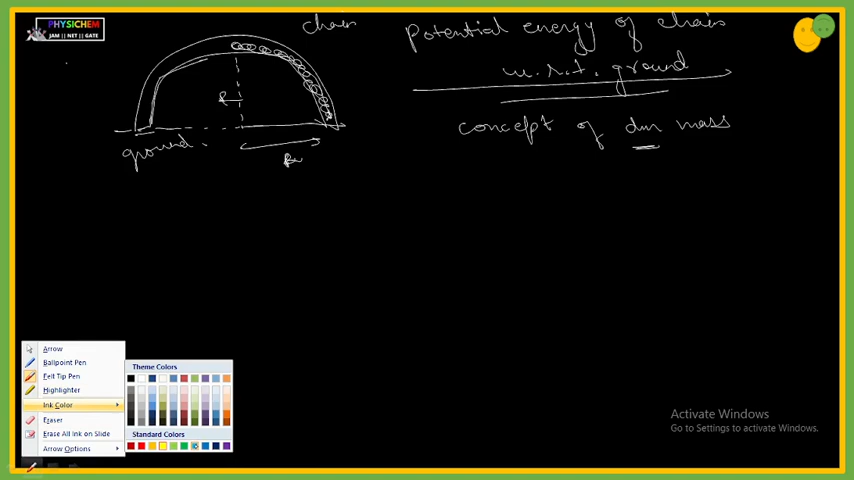 PHYSICHEM
JAM || NET || GATE
chain
potential energy of chain
w.r.t. ground
concept of dm mass
R
ground.
Arrow
Ballpoint Pen
Felt Tip Pen
Highlighter
Ink Color
Eraser
Erase All Ink on Slide
Arrow Options
Theme Colors
Standard Colors
Activate Windows
Go to Settings to activate Windows.